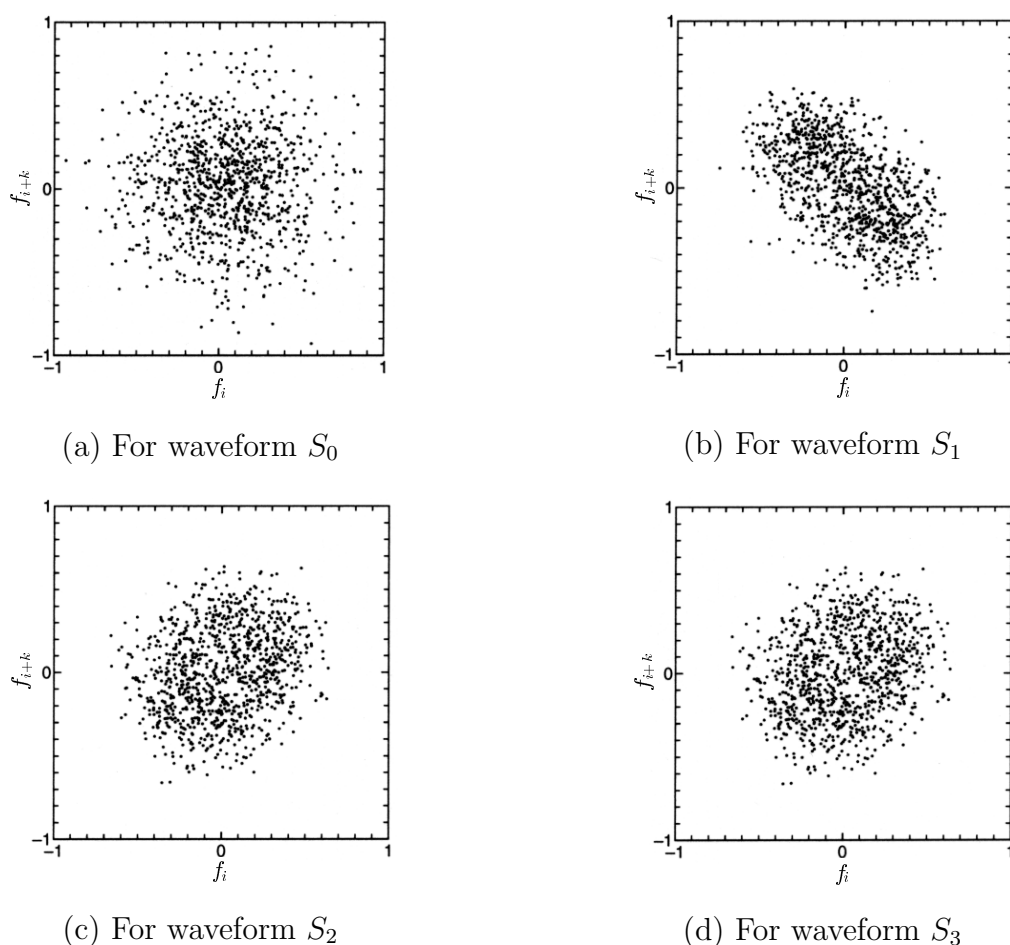 1
f_{i+k}
0
−1
−1
0
1
f_i
(a) For waveform S_0
1
f_{i+k}
0
−1
−1
0
1
f_i
(b) For waveform S_1
1
f_{i+k}
0
−1
−1
0
1
f_i
(c) For waveform S_2
1
f_{i+k}
0
−1
−1
0
1
f_i
(d) For waveform S_3